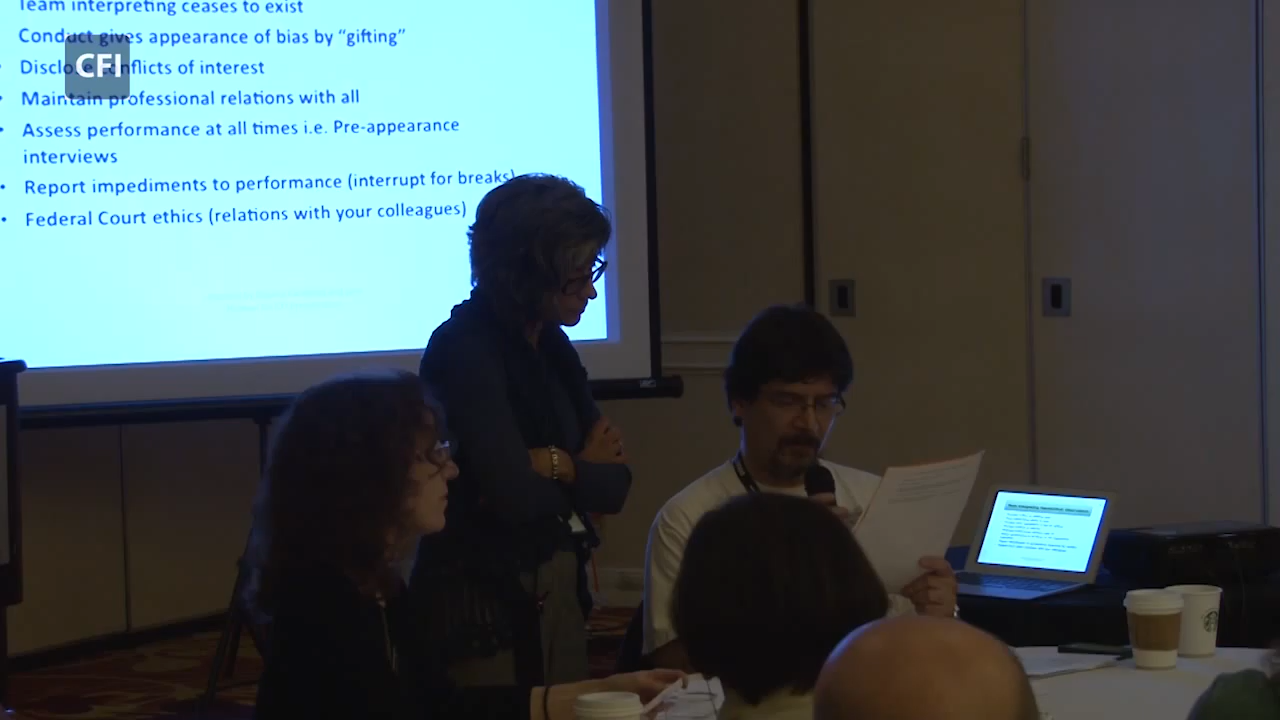 Team interpreting ceases to exist
Conduct gives appearance of bias by “gifting”
CFI
• Disclose conflicts of interest
• Maintain professional relations with all
• Assess performance at all times i.e. Pre-appearance
interviews
• Report impediments to performance (interrupt for breaks)
• Federal Court ethics (relations with your colleagues)